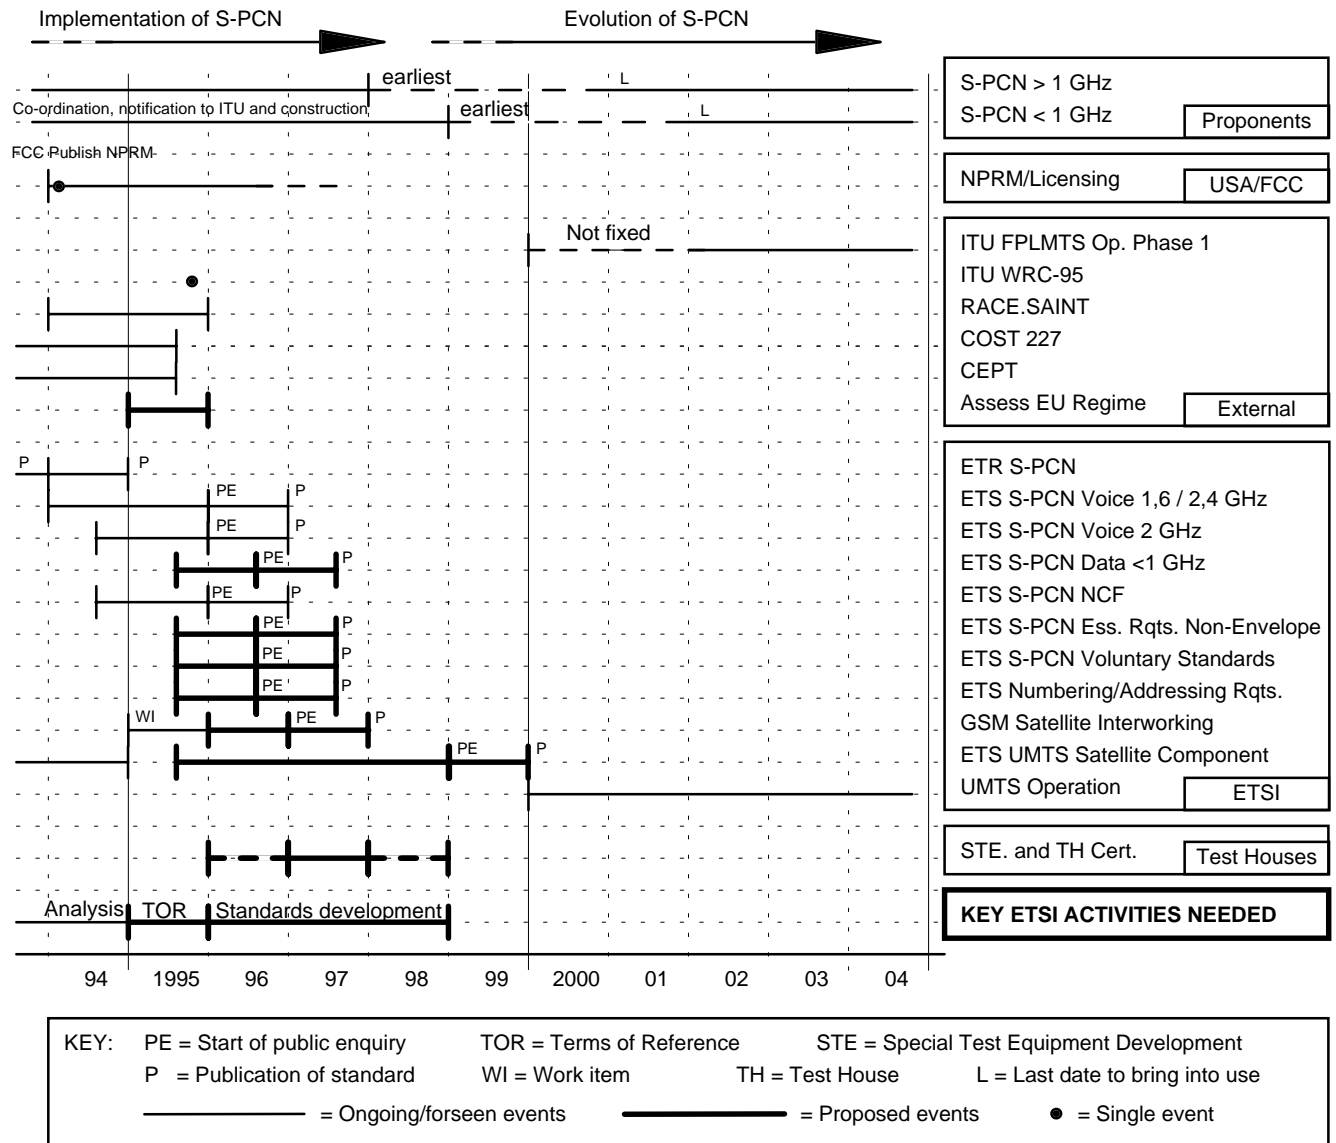 Implementation of S-PCN
Evolution of S-PCN
earliest
L
S-PCN > 1 GHz
Co-ordination, notification to ITU and construction
earliest
L
S-PCN < 1 GHz
Proponents
FCC Publish NPRM
NPRM/Licensing
USA/FCC
Not fixed
ITU FPLMTS Op. Phase 1
ITU WRC-95
RACE.SAINT
COST 227
CEPT
Assess EU Regime
External
P
P
ETR S-PCN
PE
P
ETS S-PCN Voice 1,6 / 2,4 GHz
PE
P
ETS S-PCN Voice 2 GHz
PE
P
ETS S-PCN Data <1 GHz
PE
P
ETS S-PCN NCF
PE
P
ETS S-PCN Ess. Rqts. Non-Envelope
PE
P
ETS S-PCN Voluntary Standards
PE
P
ETS Numbering/Addressing Rqts.
WI
PE
P
GSM Satellite Interworking
PE
P
ETS UMTS Satellite Component
UMTS Operation
ETSI
STE. and TH Cert.
Test Houses
Analysis
TOR
Standards development
KEY ETSI ACTIVITIES NEEDED
94 1995 96 97 98 99 2000 01 02 03 04
KEY: PE = Start of public enquiry TOR = Terms of Reference STE = Special Test Equipment Development
P = Publication of standard WI = Work item TH = Test House L = Last date to bring into use
= Ongoing/forseen events = Proposed events = Single event